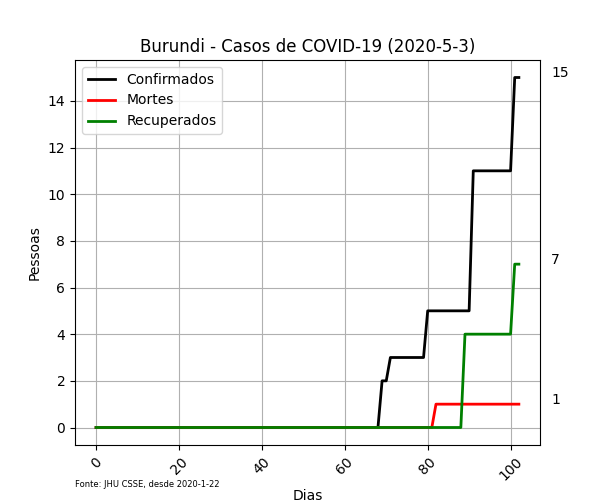 Burundi - Casos de COVID-19 (2020-5-3)
Confirmados
Mortes
Recuperados
15
7
1
14
12
10
8
6
4
2
0
Pessoas
0
20
40
60
80
100
Fonte: JHU CSSE, desde 2020-1-22
Dias